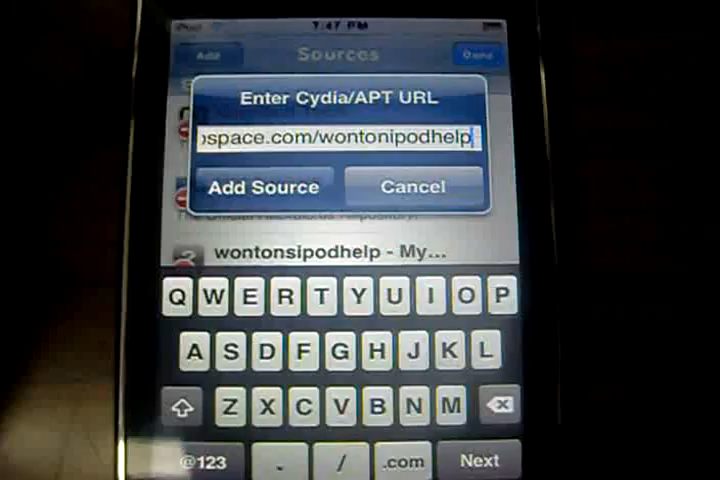 7:47 PM
Add
Sources
Done
Enter Cydia/APT URL
ospace.com/wontonipodhelp
Add Source
Cancel
wontonsipodhelp - My...
Q W E R T Y U I O P
A S D F G H J K L
Z X C V B N M
@123
.
/
.com
Next